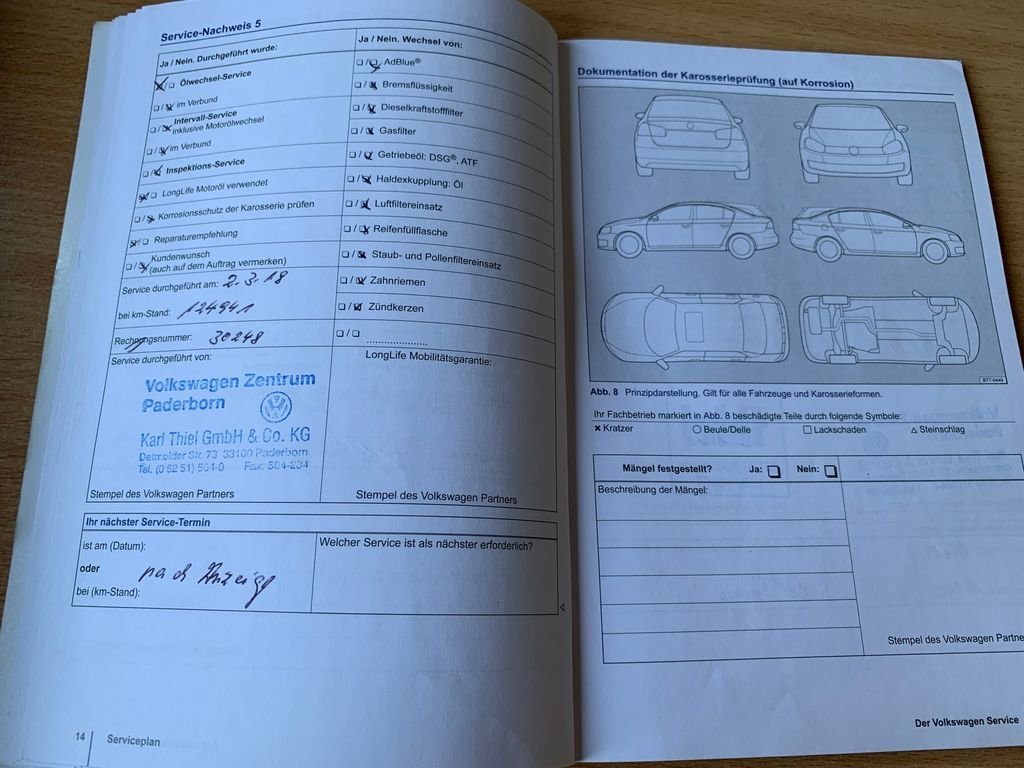 Service-Nachweis 5
Ja / Nein. Durchgeführt wurde:
Ölwechsel-Service
im Verbund
Intervall-Service
inklusive Motorölwechsel
im Verbund
Inspektions-Service
LongLife Motoröl verwendet
Korrosionsschutz der Karosserie prüfen
Reparaturempfehlung
Kundenwunsch
(auch auf dem Auftrag vermerken)
Service durchgeführt am: 2.3.18
bei km-Stand: 124941
Rechnungsnummer: 30248
Service durchgeführt von:
Volkswagen Zentrum
Paderborn
Karl Thiel GmbH & Co. KG
Detmolder Str. 73 33100 Paderborn
Tel. (0 52 51) 504-0 Fax: 504-234
Stempel des Volkswagen Partners
Ja / Nein. Wechsel von:
AdBlue®
Bremsflüssigkeit
Dieselkraftstofffilter
Gasfilter
Getriebeöl: DSG®, ATF
Haldexkupplung: Öl
Luftfiltereinsatz
Reifenfüllflasche
Staub- und Pollenfiltereinsatz
Zahnriemen
Zündkerzen
LongLife Mobilitätsgarantie:
Stempel des Volkswagen Partners
Ihr nächster Service-Termin
ist am (Datum):
oder
nach Anzeige
bei (km-Stand):
Welcher Service ist als nächster erforderlich?
14 Serviceplan
Dokumentation der Karosserieprüfung (auf Korrosion)
BTT-0449
Abb. 8 Prinzipdarstellung. Gilt für alle Fahrzeuge und Karosserieformen.
Ihr Fachbetrieb markiert in Abb. 8 beschädigte Teile durch folgende Symbole:
× Kratzer ○ Beule/Delle □ Lackschaden △ Steinschlag
Mängel festgestellt? Ja: Nein:
Beschreibung der Mängel:
Stempel des Volkswagen Partne
Der Volkswagen Service